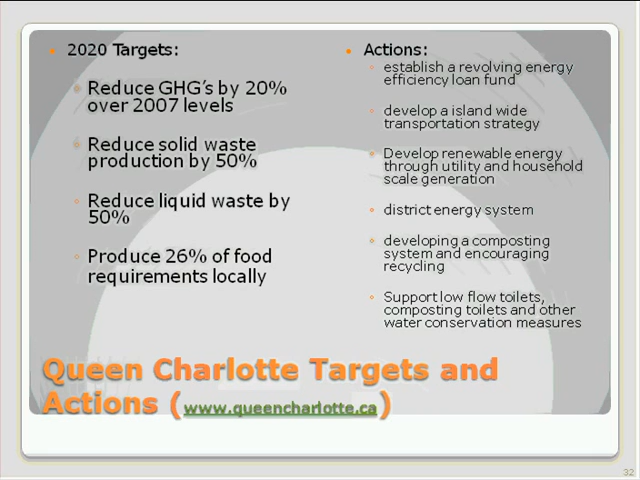 2020 Targets:
Reduce GHG's by 20%
over 2007 levels
Reduce solid waste
production by 50%
Reduce liquid waste by
50%
Produce 26% of food
requirements locally
Actions:
establish a revolving energy
efficiency loan fund
develop a island wide
transportation strategy
Develop renewable energy
through utility and household
scale generation
district energy system
developing a composting
system and encouraging
recycling
Support low flow toilets,
composting toilets and other
water conservation measures
Queen Charlotte Targets and
Actions (www.queencharlotte.ca)
32